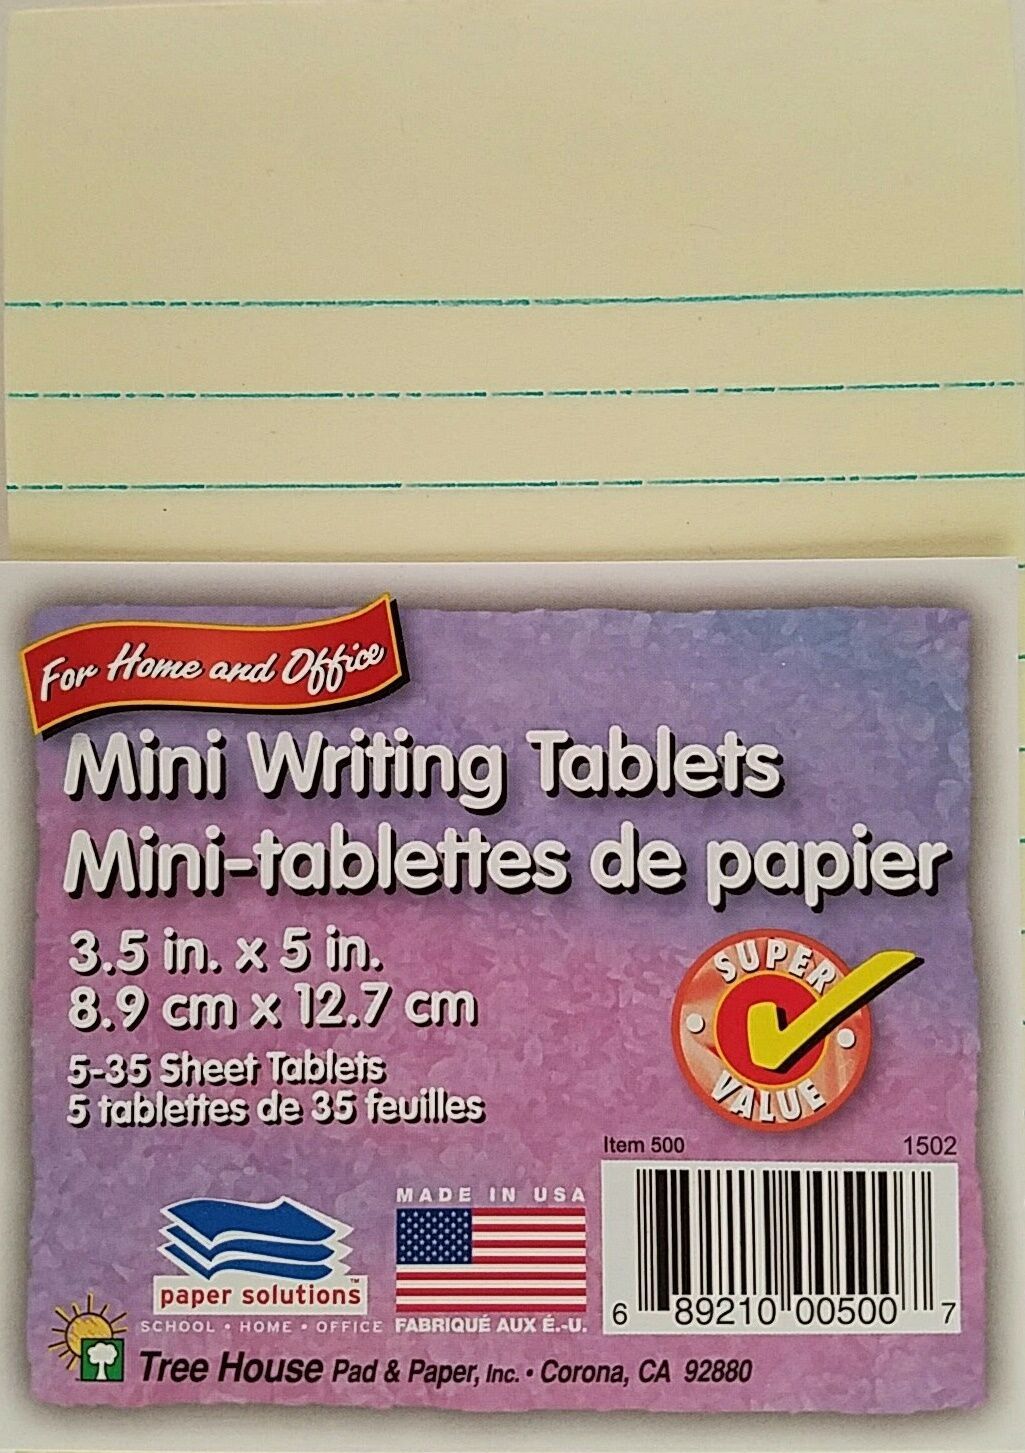 For Home and Office
Mini Writing Tablets
Mini-tablettes de papier
3.5 in. x 5 in.
8.9 cm x 12.7 cm
5-35 Sheet Tablets
5 tablettes de 35 feuilles
SUPER
VALUE
Item 500 1502
6 89210 00500 7
MADE IN USA
FABRIQUÉ AUX É.-U.
paper solutions™
SCHOOL • HOME • OFFICE
Tree House Pad & Paper, Inc. • Corona, CA 92880